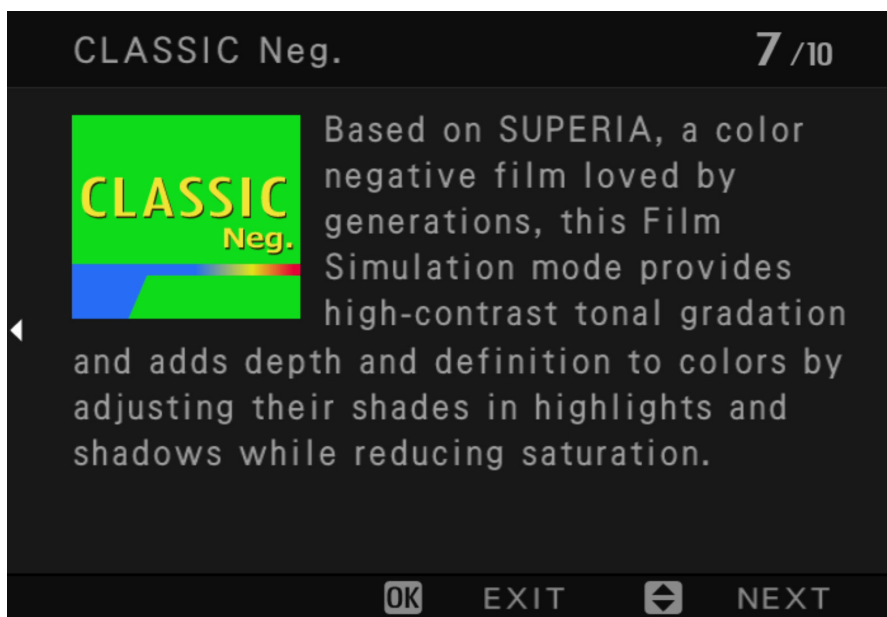 CLASSIC Neg.
7/10
CLASSIC
Neg.
Based on SUPERIA, a color
negative film loved by
generations, this Film
Simulation mode provides
high-contrast tonal gradation
and adds depth and definition to colors by
adjusting their shades in highlights and
shadows while reducing saturation.
OK EXIT NEXT